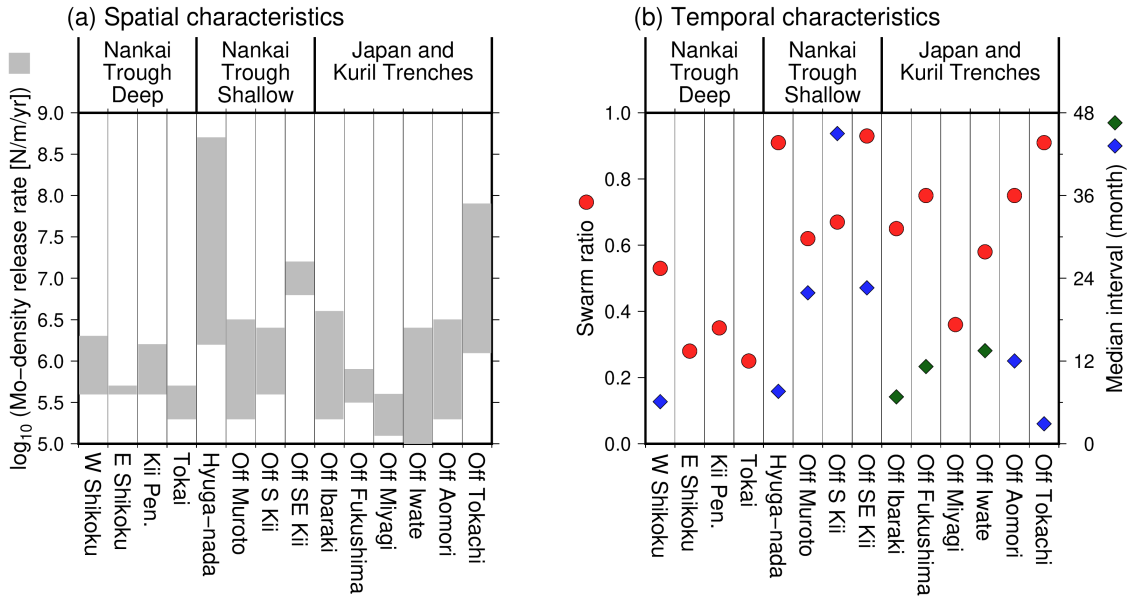 (a) Spatial characteristics
Nankai
Trough
Deep
Nankai
Trough
Shallow
Japan and
Kuril Trenches
log10 (Mo−density release rate [N/m/yr])
9.0
8.5
8.0
7.5
7.0
6.5
6.0
5.5
5.0
W Shikoku
E Shikoku
Kii Pen.
Tokai
Hyuga−nada
Off Muroto
Off S Kii
Off SE Kii
Off Ibaraki
Off Fukushima
Off Miyagi
Off Iwate
Off Aomori
Off Tokachi
(b) Temporal characteristics
Nankai
Trough
Deep
Nankai
Trough
Shallow
Japan and
Kuril Trenches
Swarm ratio
1.0
0.8
0.6
0.4
0.2
0.0
48
36
24
12
0
Median interval (month)
W Shikoku
E Shikoku
Kii Pen.
Tokai
Hyuga−nada
Off Muroto
Off S Kii
Off SE Kii
Off Ibaraki
Off Fukushima
Off Miyagi
Off Iwate
Off Aomori
Off Tokachi